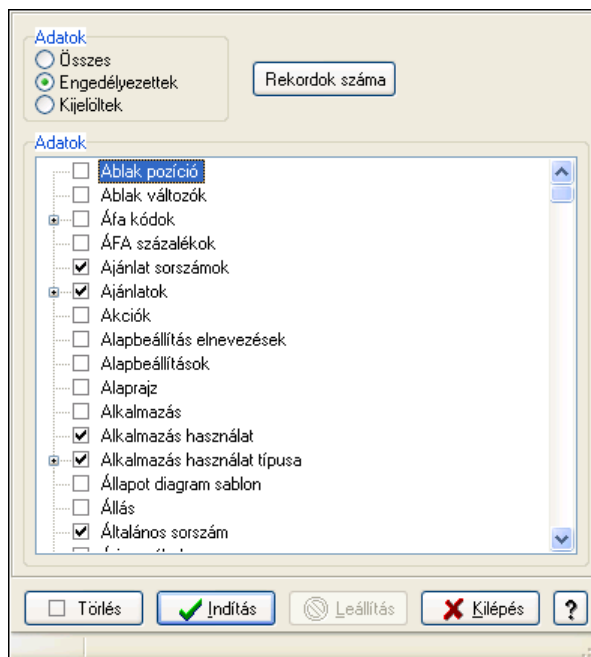 Adatok
Összes
Engedélyezettek
Kijelöltek
Rekordok száma
Adatok
Ablak pozíció
Ablak változók
Áfa kódok
ÁFA százalékok
Ajánlat sorszámok
Ajánlatok
Akciók
Alapbeállítás elnevezések
Alapbeállítások
Alaprajz
Alkalmazás
Alkalmazás használat
Alkalmazás használat típusa
Állapot diagram sablon
Állás
Általános sorszám
Törlés
Indítás
Leállítás
Kilépés
?